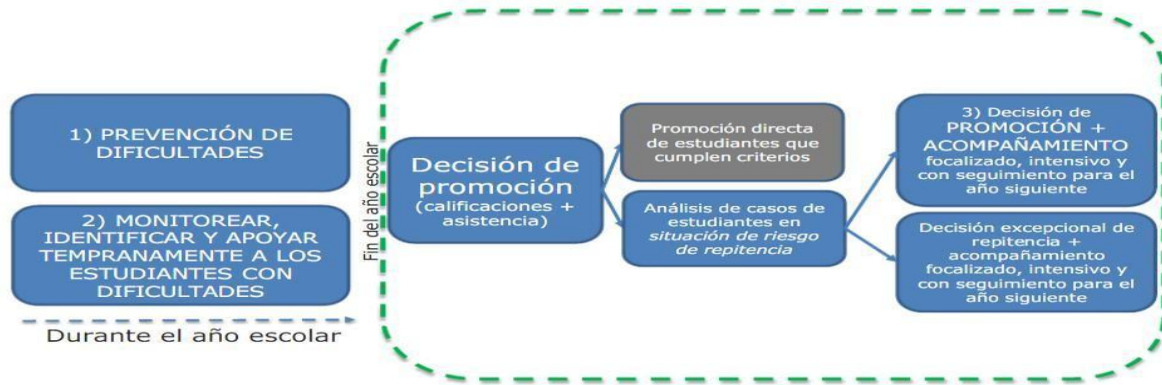 1) PREVENCIÓN DE
DIFICULTADES
2) MONITOREAR,
IDENTIFICAR Y APOYAR
TEMPRANAMENTE A LOS
ESTUDIANTES CON
DIFICULTADES
Durante el año escolar
Fin del año escolar
Decisión de
promoción
(calificaciones +
asistencia)
Promoción directa
de estudiantes que
cumplen criterios
Análisis de casos de
estudiantes en
situación de riesgo
de repitencia
3) Decisión de
PROMOCIÓN +
ACOMPAÑAMIENTO
focalizado, intensivo y
con seguimiento para el
año siguiente
Decisión excepcional de
repitencia +
acompañamiento
focalizado, intensivo y
con seguimiento para el
año siguiente